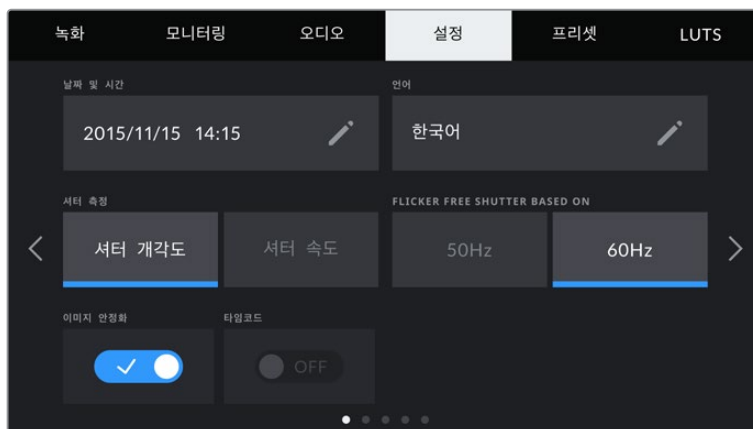 녹화 모니터링 오디오 설정 프리셋 LUTS
날짜 및 시간 언어
2015/11/15 14:15 한국어
셔터 측정 FLICKER FREE SHUTTER BASED ON
셔터 개각도 셔터 속도 50Hz 60Hz
이미지 안정화 타임코드
OFF